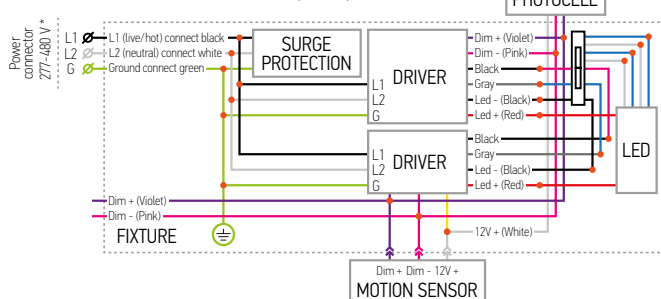 PHOTOCELL
Power
connector
277-480 V *
L1
L2
G
L1 (live/hot) connect black
L2 (neutral) connect white
Ground connect green
SURGE
PROTECTION
DRIVER
L1
L2
G
Dim + (Violet)
Dim - (Pink)
Black
Gray
Led - (Black)
Led + (Red)
DRIVER
L1
L2
G
Black
Gray
Led - (Black)
Led + (Red)
LED
Dim + (Violet)
Dim - (Pink)
12V + (White)
FIXTURE
Dim + Dim - 12V +
MOTION SENSOR